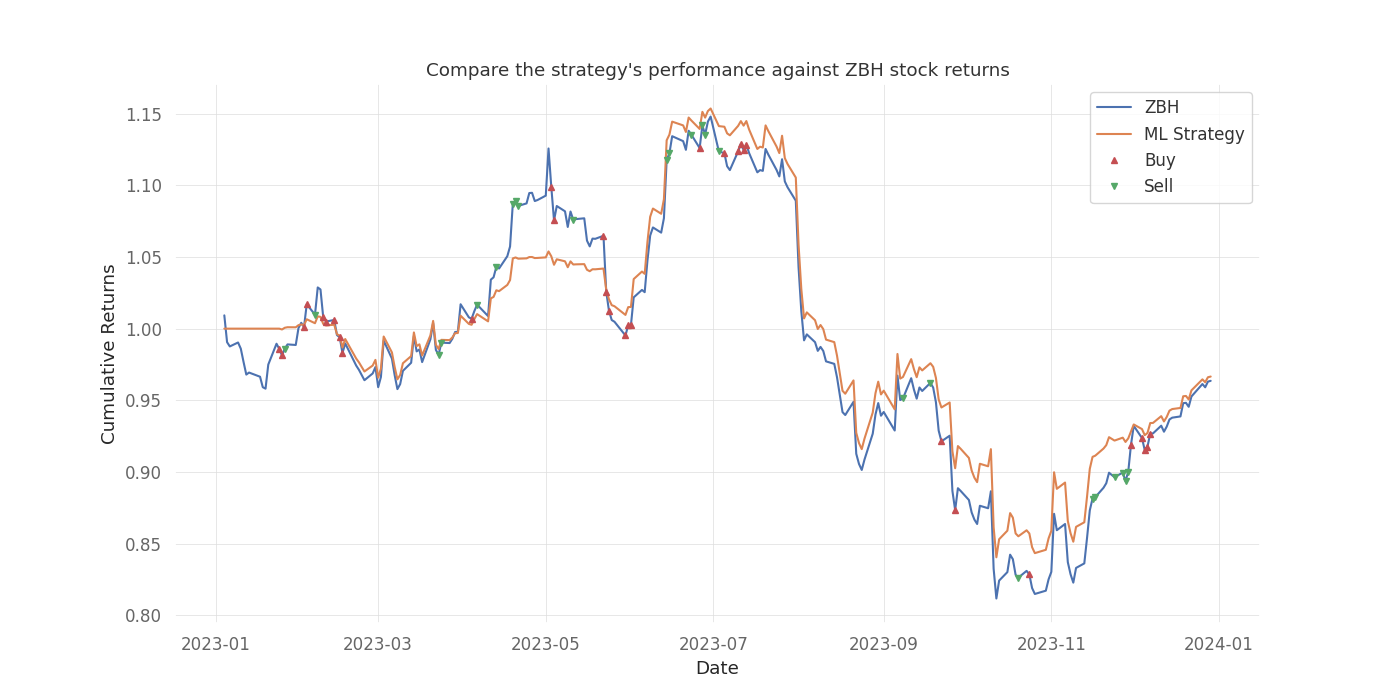 Compare the strategy's performance against ZBH stock returns
ZBH
ML Strategy
Buy
Sell
Cumulative Returns
1.15
1.10
1.05
1.00
0.95
0.90
0.85
0.80
2023-01
2023-03
2023-05
2023-07
2023-09
2023-11
2024-01
Date